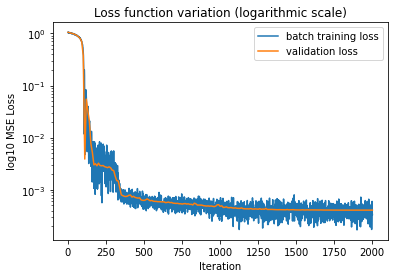 Loss function variation (logarithmic scale)
batch training loss
validation loss
10⁰
10⁻¹
10⁻²
10⁻³
log10 MSE Loss
0 250 500 750 1000 1250 1500 1750 2000
Iteration